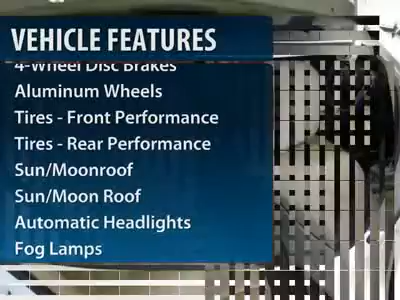 VEHICLE FEATURES
4-Wheel Disc Brakes
Aluminum Wheels
Tires - Front Performance
Tires - Rear Performance
Sun/Moonroof
Sun/Moon Roof
Automatic Headlights
Fog Lamps